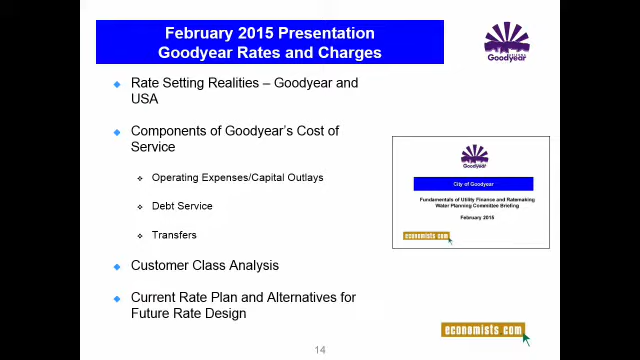 February 2015 Presentation
Goodyear Rates and Charges
Goodyear
Rate Setting Realities – Goodyear and
USA
Components of Goodyear's Cost of
Service
Operating Expenses/Capital Outlays
Debt Service
Transfers
Customer Class Analysis
Current Rate Plan and Alternatives for
Future Rate Design
Goodyear
City of Goodyear
Fundamentals of Utility Finance and Ratemaking
Water Planning Committee Briefing
February 2015
economists.com
economists.com
14